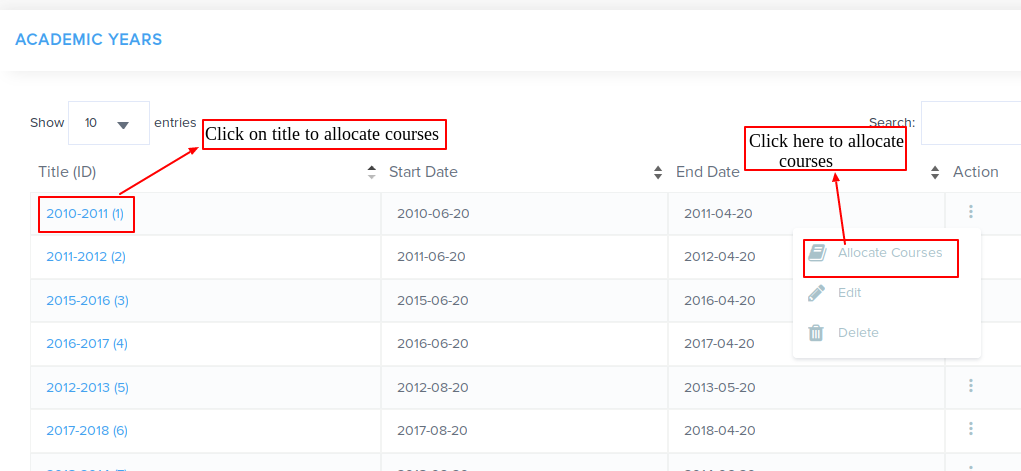 ACADEMIC YEARS
Show 10 entries
Search:
Click on title to allocate courses
Click here to allocate
courses
Title (ID) Start Date End Date Action
2010-2011 (1) 2010-06-20 2011-04-20
2011-2012 (2) 2011-06-20 2012-04-20
Allocate Courses
2015-2016 (3) 2015-06-20 2016-04-20
Edit
2016-2017 (4) 2016-06-20 2017-04-20
Delete
2012-2013 (5) 2012-08-20 2013-05-20
2017-2018 (6) 2017-08-20 2018-04-20